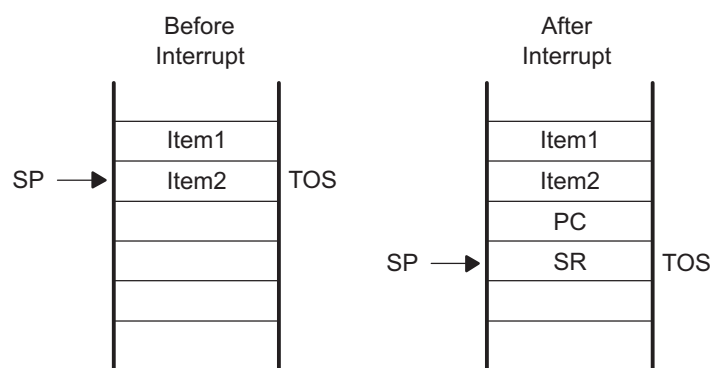 Before
Interrupt
Item1
SP
Item2
TOS
After
Interrupt
Item1
Item2
PC
SP
SR
TOS